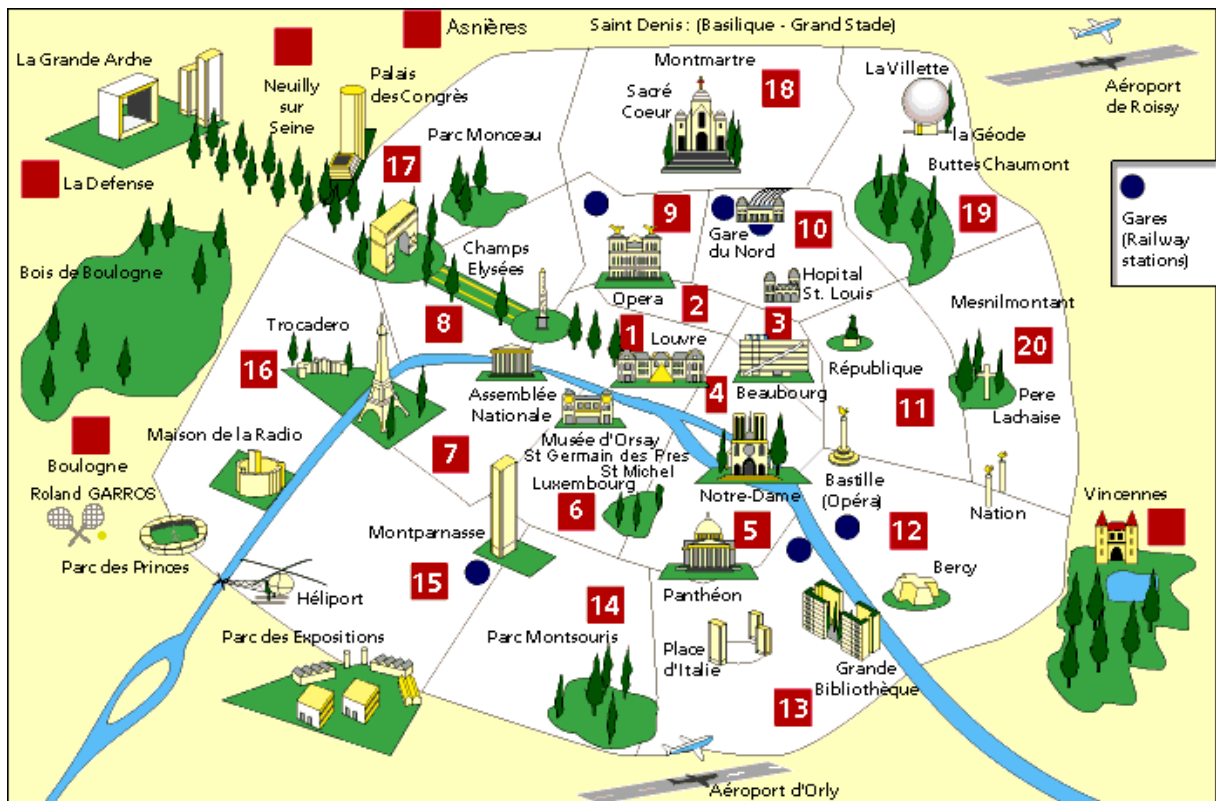 Saint Denis : (Basilique - Grand Stade)
Asnières
La Grande Arche
Neuilly
sur
Seine
Palais
des Congrès
Montmartre
18
Sacré
Coeur
La Villette
la Géode
Aéroport
de Roissy
Parc Monceau
17
La Defense
Buttes Chaumont
19
Gares
(Railway
stations)
9
10
Gare
du Nord
Champs
Elysées
Bois de Boulogne
Opera
Hopital
St. Louis
2
Mesnilmontant
20
8
1
Louvre
3
Trocadero
16
République
4
Beaubourg
Assemblée
Nationale
11
Pere
Lachaise
Maison de la Radio
7
Musée d'Orsay
St Germain des Pres
St Michel
Luxembourg
6
Notre-Dame
Bastille
(Opéra)
Nation
Vincennes
Boulogne
Roland GARROS
Parc des Princes
Montparnasse
5
12
15
Héliport
Panthéon
Bercy
14
Parc Montsouris
Parc des Expositions
Place
d'Italie
Grande
Bibliothèque
13
Aéroport d'Orly